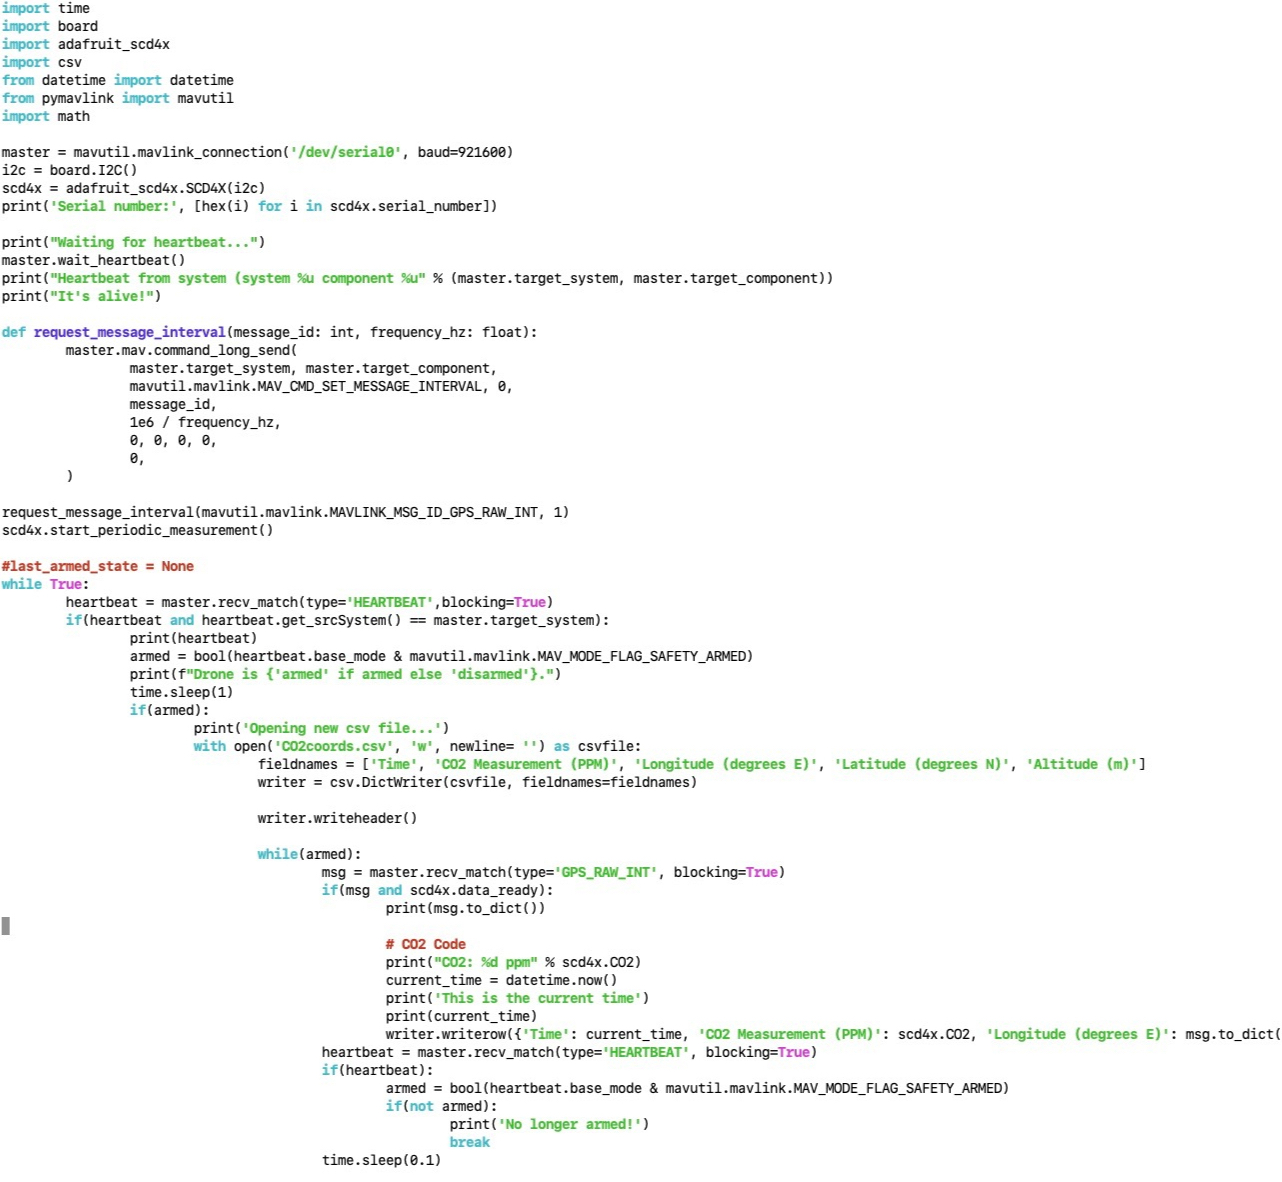 import time
import board
import adafruit_scd4x
import csv
from datetime import datetime
from pymavlink import mavutil
import math

master = mavutil.mavlink_connection('/dev/serial0', baud=921600)
i2c = board.I2C()
scd4x = adafruit_scd4x.SCD4X(i2c)
print('Serial number:', [hex(i) for i in scd4x.serial_number])

print("Waiting for heartbeat...")
master.wait_heartbeat()
print("Heartbeat from system (system %u component %u" % (master.target_system, master.target_component))
print("It's alive!")

def request_message_interval(message_id: int, frequency_hz: float):
        master.mav.command_long_send(
                master.target_system, master.target_component,
                mavutil.mavlink.MAV_CMD_SET_MESSAGE_INTERVAL, 0,
                message_id,
                1e6 / frequency_hz,
                0, 0, 0, 0,
                0,
        )

request_message_interval(mavutil.mavlink.MAVLINK_MSG_ID_GPS_RAW_INT, 1)
scd4x.start_periodic_measurement()

#last_armed_state = None
while True:
        heartbeat = master.recv_match(type='HEARTBEAT',blocking=True)
        if(heartbeat and heartbeat.get_srcSystem() == master.target_system):
                print(heartbeat)
                armed = bool(heartbeat.base_mode & mavutil.mavlink.MAV_MODE_FLAG_SAFETY_ARMED)
                print(f"Drone is {'armed' if armed else 'disarmed'}.")
                time.sleep(1)
                if(armed):
                        print('Opening new csv file...')
                        with open('CO2coords.csv', 'w', newline= '') as csvfile:
                                fieldnames = ['Time', 'CO2 Measurement (PPM)', 'Longitude (degrees E)', 'Latitude (degrees N)', 'Altitude (m)']
                                writer = csv.DictWriter(csvfile, fieldnames=fieldnames)

                                writer.writeheader()

                                while(armed):
                                        msg = master.recv_match(type='GPS_RAW_INT', blocking=True)
                                        if(msg and scd4x.data_ready):
                                                print(msg.to_dict())

                                                # CO2 Code
                                                print("CO2: %d ppm" % scd4x.CO2)
                                                current_time = datetime.now()
                                                print('This is the current time')
                                                print(current_time)
                                                writer.writerow({'Time': current_time, 'CO2 Measurement (PPM)': scd4x.CO2, 'Longitude (degrees E)': msg.to_dict(
                                        heartbeat = master.recv_match(type='HEARTBEAT', blocking=True)
                                        if(heartbeat):
                                                armed = bool(heartbeat.base_mode & mavutil.mavlink.MAV_MODE_FLAG_SAFETY_ARMED)
                                                if(not armed):
                                                        print('No longer armed!')
                                                        break
                                        time.sleep(0.1)